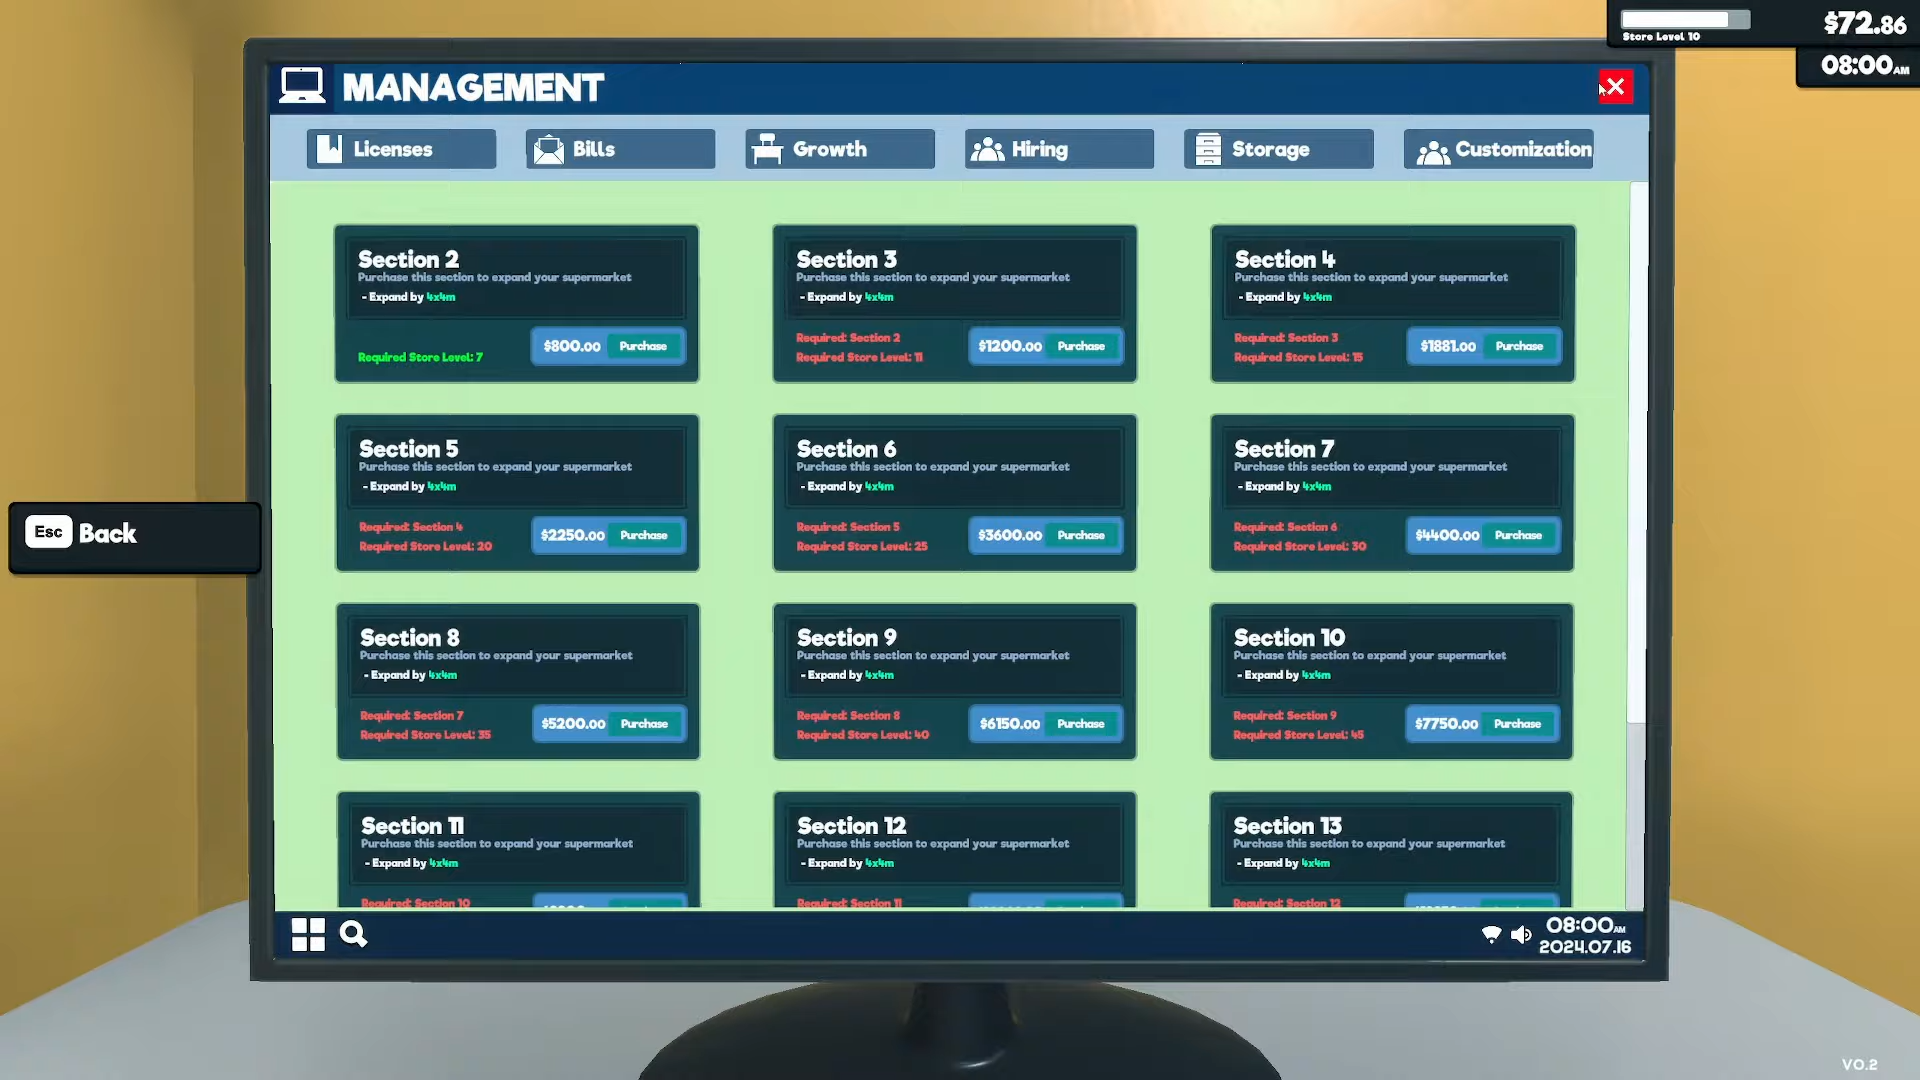 $72.86
Store Level 10
08:00AM
MANAGEMENT
Licenses
Bills
Growth
Hiring
Storage
Customization
Section 2
Purchase this section to expand your supermarket
- Expand by 4x4m
Required Store Level: 7
$800.00 Purchase
Section 3
Purchase this section to expand your supermarket
- Expand by 4x4m
Required: Section 2
Required Store Level: 11
$1200.00 Purchase
Section 4
Purchase this section to expand your supermarket
- Expand by 4x4m
Required: Section 3
Required Store Level: 15
$1881.00 Purchase
Section 5
Purchase this section to expand your supermarket
- Expand by 4x4m
Required: Section 4
Required Store Level: 20
$2250.00 Purchase
Section 6
Purchase this section to expand your supermarket
- Expand by 4x4m
Required: Section 5
Required Store Level: 25
$3600.00 Purchase
Section 7
Purchase this section to expand your supermarket
- Expand by 4x4m
Required: Section 6
Required Store Level: 30
$4400.00 Purchase
Esc Back
Section 8
Purchase this section to expand your supermarket
- Expand by 4x4m
Required: Section 7
Required Store Level: 35
$5200.00 Purchase
Section 9
Purchase this section to expand your supermarket
- Expand by 4x4m
Required: Section 8
Required Store Level: 40
$6150.00 Purchase
Section 10
Purchase this section to expand your supermarket
- Expand by 4x4m
Required: Section 9
Required Store Level: 45
$7750.00 Purchase
Section 11
Purchase this section to expand your supermarket
- Expand by 4x4m
Required: Section 10
Section 12
Purchase this section to expand your supermarket
- Expand by 4x4m
Required: Section 11
Section 13
Purchase this section to expand your supermarket
- Expand by 4x4m
Required: Section 12
08:00AM
2024.07.16
V0.2